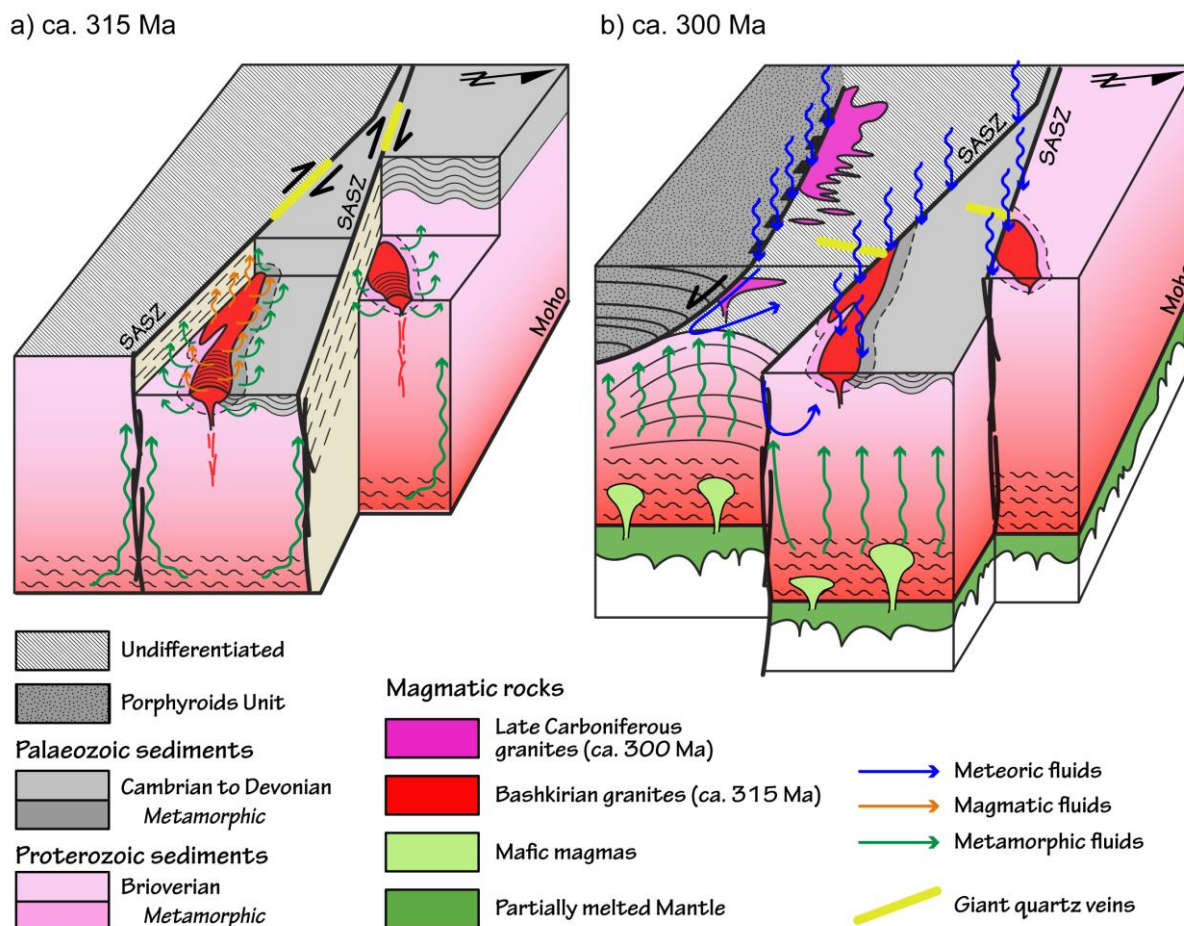 a) ca. 315 Ma
b) ca. 300 Ma
N
SASZ
SASZ
Moho
N
SASZ
SASZ
Moho
Undifferentiated
Porphyroids Unit
Palaeozoic sediments
Cambrian to Devonian
Metamorphic
Proterozoic sediments
Brioverian
Metamorphic
Magmatic rocks
Late Carboniferous
granites (ca. 300 Ma)
Bashkirian granites (ca. 315 Ma)
Mafic magmas
Partially melted Mantle
Meteoric fluids
Magmatic fluids
Metamorphic fluids
Giant quartz veins